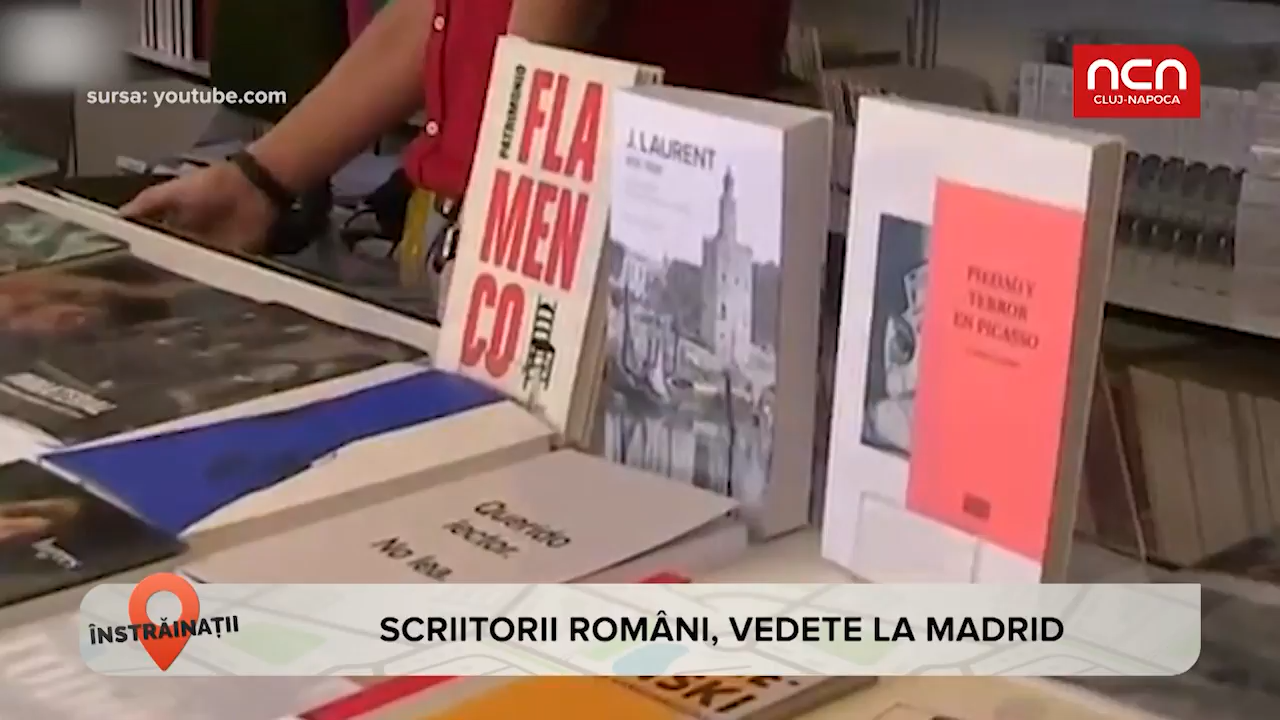 sursa: youtube.com
ncn
CLUJ-NAPOCA
PATRIMONIO
FLA
MEN
CO
J. LAURENT
PIEDAD Y
TERROR
EN PICASSO
Querido
lector.
No lea.
ÎNSTRĂINAȚII
SCRIITORII ROMÂNI, VEDETE LA MADRID